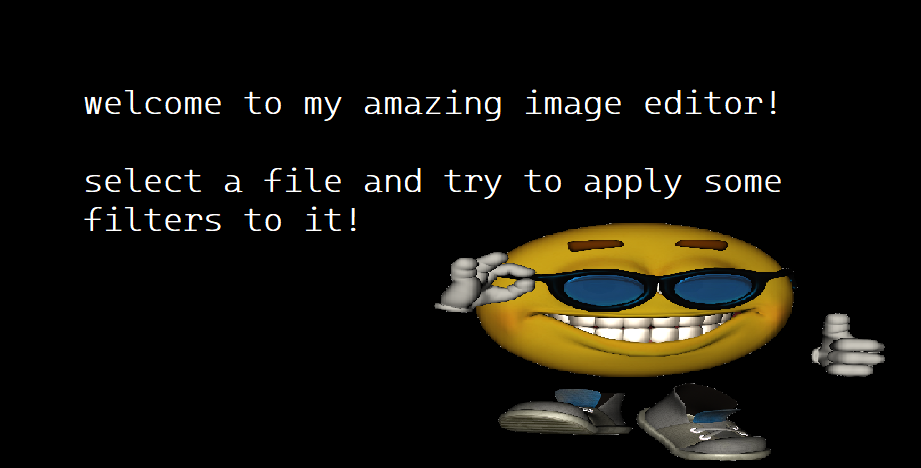 welcome to my amazing image editor!
select a file and try to apply some
filters to it!